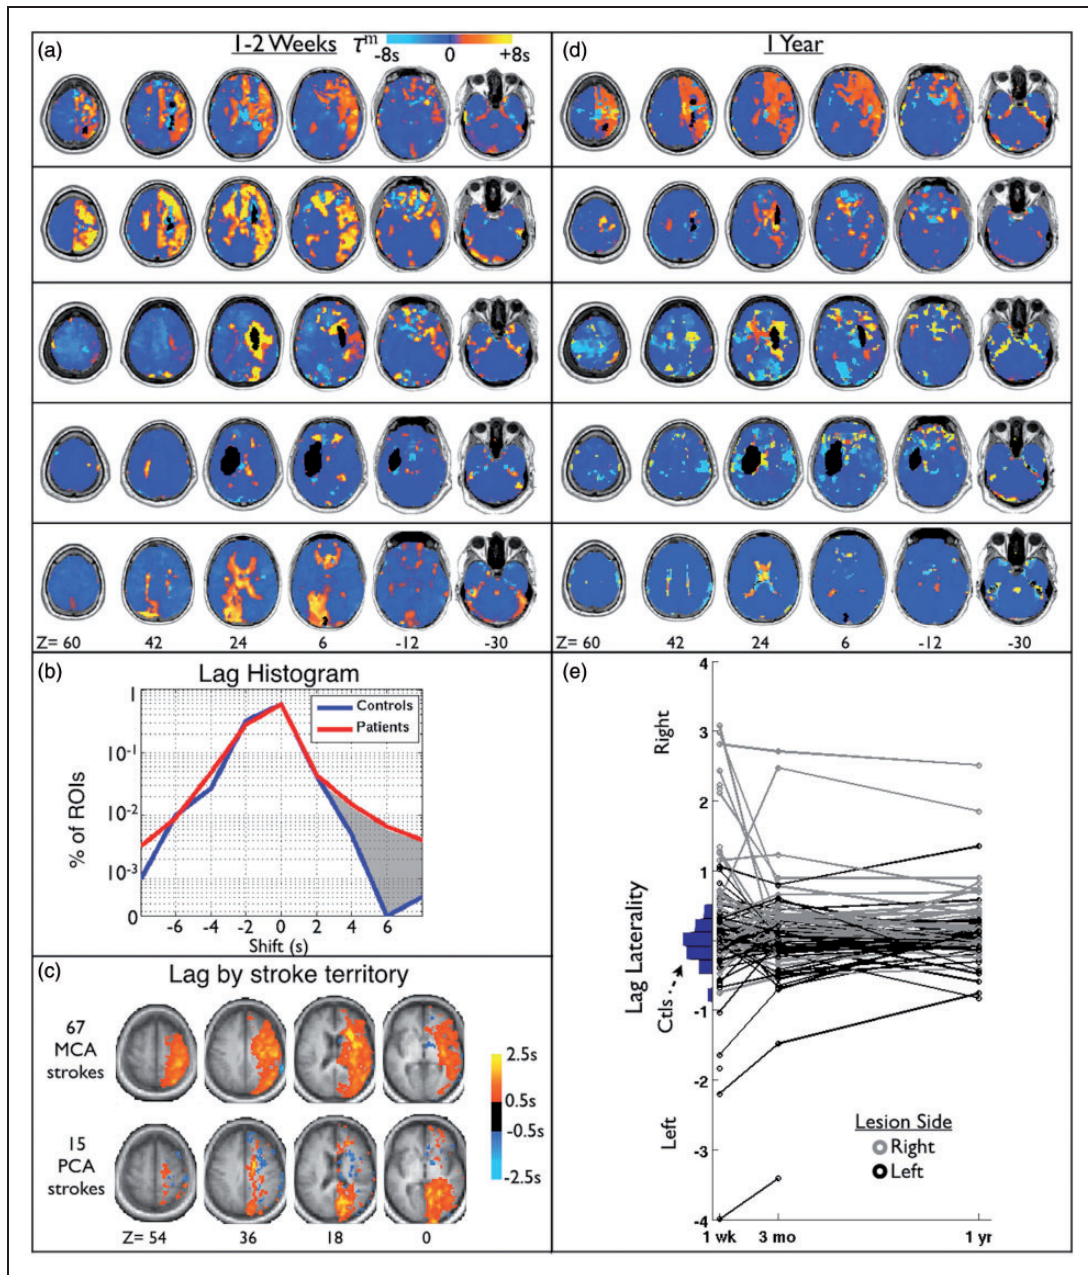 (a)
1-2 Weeks
τᵐ
-8s 0 +8s
Z= 60 42 24 6 -12 -30
(d)
1 Year
Z= 60 42 24 6 -12 -30
(b)
Lag Histogram
Controls
Patients
% of ROIs
1
10⁻¹
10⁻²
10⁻³
0
-6 -4 -2 0 2 4 6
Shift (s)
(c)
Lag by stroke territory
67
MCA
strokes
15
PCA
strokes
2.5s
0.5s
-0.5s
-2.5s
Z= 54 36 18 0
(e)
Right
Lag Laterality
Ctls
Left
4
3
2
1
-1
-2
-3
-4
1 wk 3 mo 1 yr
Lesion Side
Right
Left